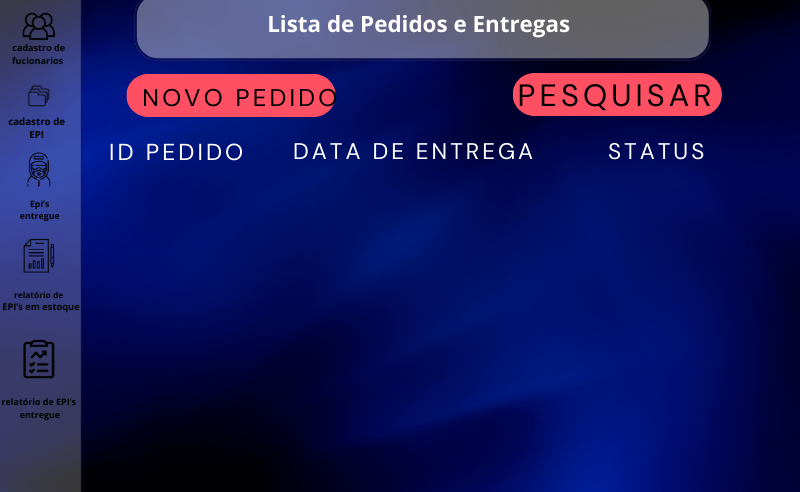 Lista de Pedidos e Entregas
NOVO PEDIDO
PESQUISAR
ID PEDIDO
DATA DE ENTREGA
STATUS
cadastro de
fucionarios
cadastro de
EPI
Epi's
entregue
relatório de
EPI's em estoque
relatório de EPI's
entregue